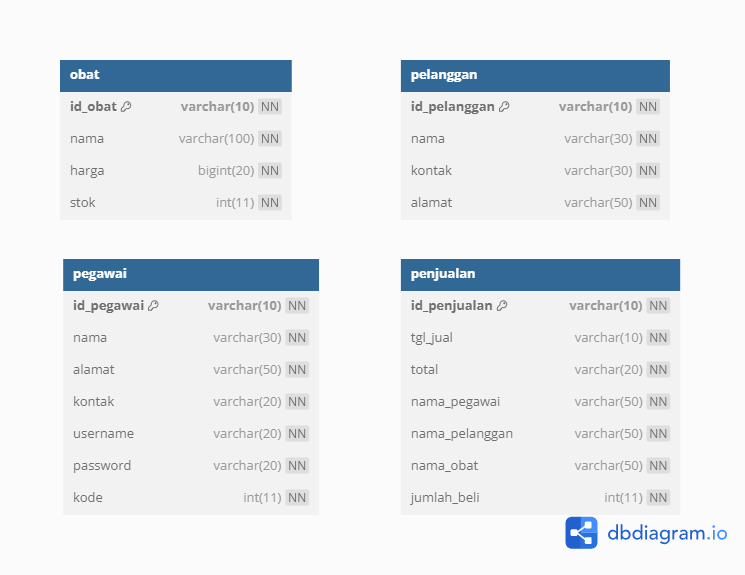 obat
id_obat varchar(10) NN
nama varchar(100) NN
harga bigint(20) NN
stok int(11) NN
pelanggan
id_pelanggan varchar(10) NN
nama varchar(30) NN
kontak varchar(30) NN
alamat varchar(50) NN
pegawai
id_pegawai varchar(10) NN
nama varchar(30) NN
alamat varchar(50) NN
kontak varchar(20) NN
username varchar(20) NN
password varchar(20) NN
kode int(11) NN
penjualan
id_penjualan varchar(10) NN
tgl_jual varchar(10) NN
total varchar(20) NN
nama_pegawai varchar(50) NN
nama_pelanggan varchar(50) NN
nama_obat varchar(50) NN
jumlah_beli int(11) NN
dbdiagram.io